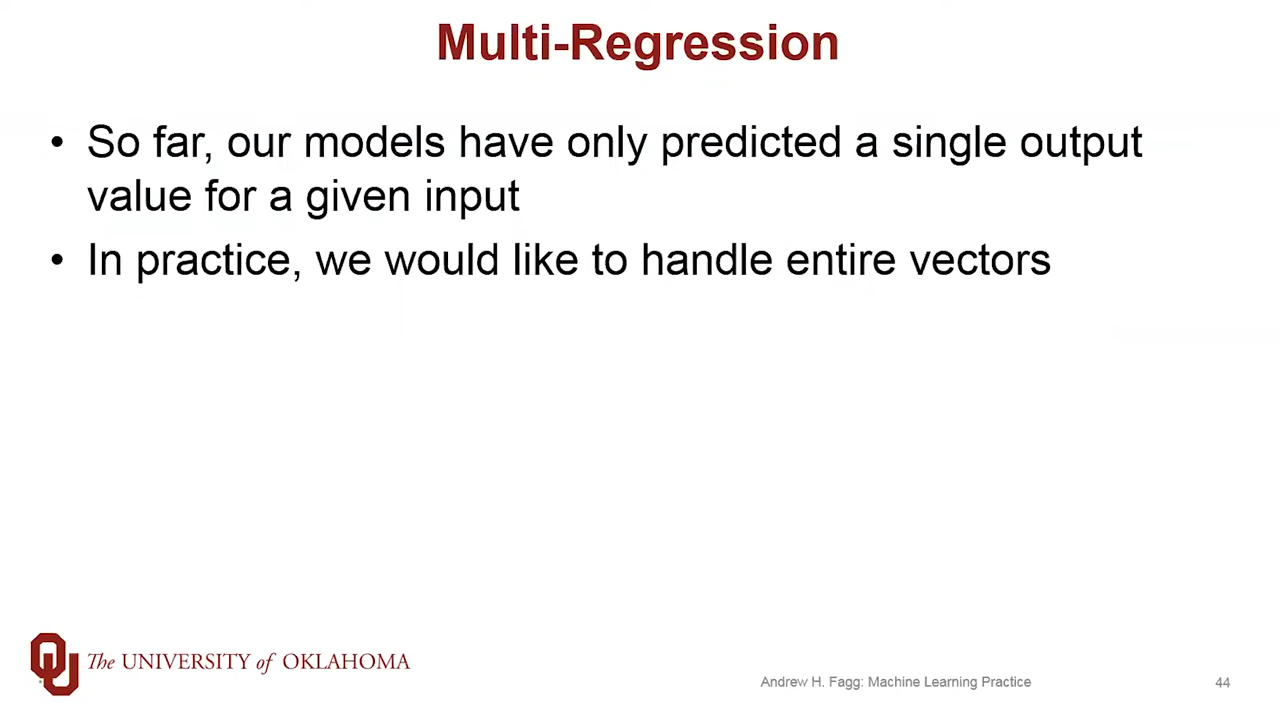 Multi-Regression
• So far, our models have only predicted a single output
value for a given input
• In practice, we would like to handle entire vectors
OU The UNIVERSITY of OKLAHOMA
Andrew H. Fagg: Machine Learning Practice
44